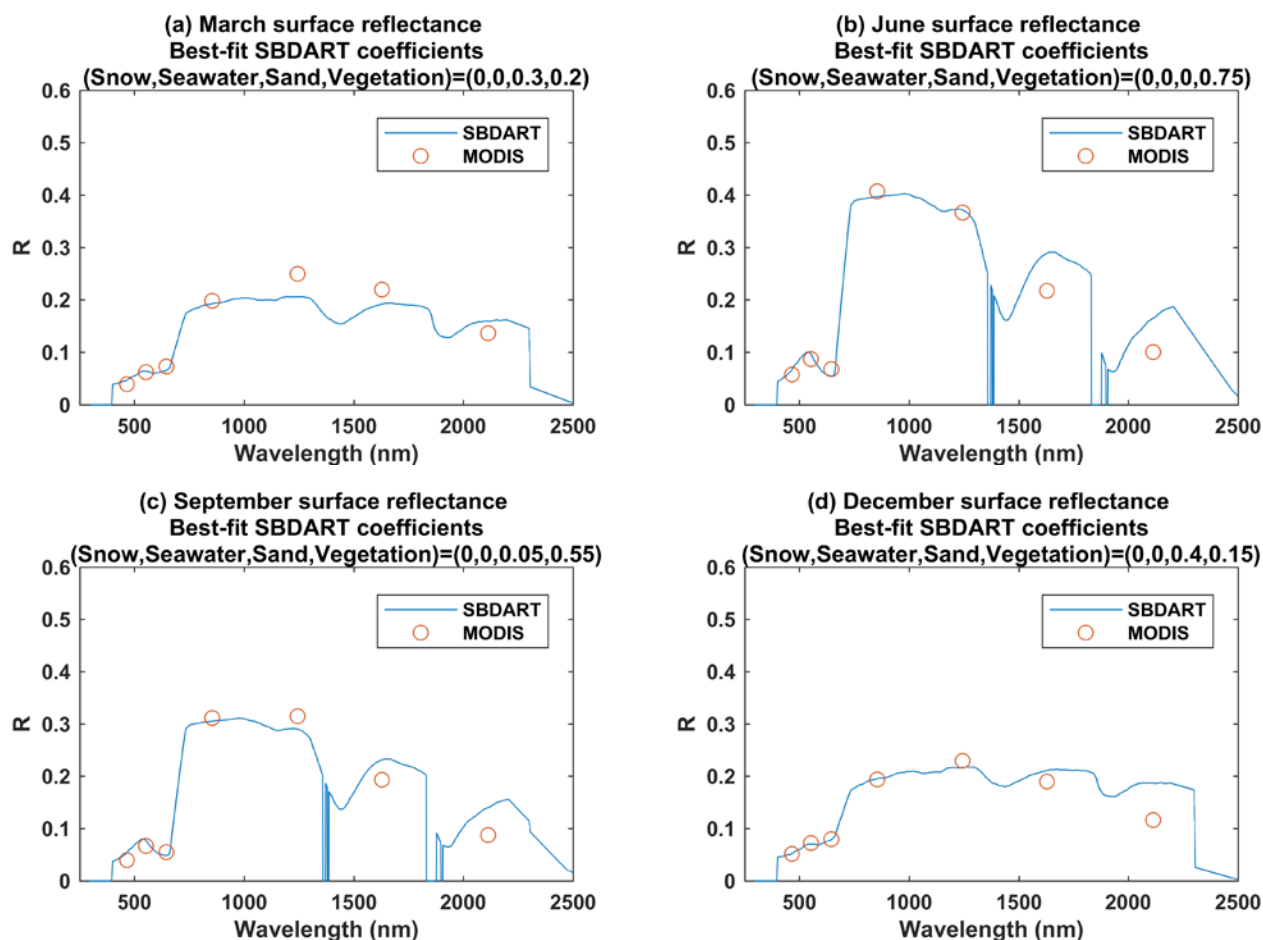 (a) March surface reflectance
Best-fit SBDART coefficients
(Snow,Seawater,Sand,Vegetation)=(0,0,0.3,0.2)
0.6
0.5
0.4
0.3
0.2
0.1
0
R
SBDART
MODIS
500 1000 1500 2000 2500
Wavelength (nm)
(b) June surface reflectance
Best-fit SBDART coefficients
(Snow,Seawater,Sand,Vegetation)=(0,0,0,0.75)
0.6
0.5
0.4
0.3
0.2
0.1
0
R
SBDART
MODIS
500 1000 1500 2000 2500
Wavelength (nm)
(c) September surface reflectance
Best-fit SBDART coefficients
(Snow,Seawater,Sand,Vegetation)=(0,0,0.05,0.55)
0.6
0.5
0.4
0.3
0.2
0.1
0
R
SBDART
MODIS
500 1000 1500 2000 2500
Wavelength (nm)
(d) December surface reflectance
Best-fit SBDART coefficients
(Snow,Seawater,Sand,Vegetation)=(0,0,0.4,0.15)
0.6
0.5
0.4
0.3
0.2
0.1
0
R
SBDART
MODIS
500 1000 1500 2000 2500
Wavelength (nm)